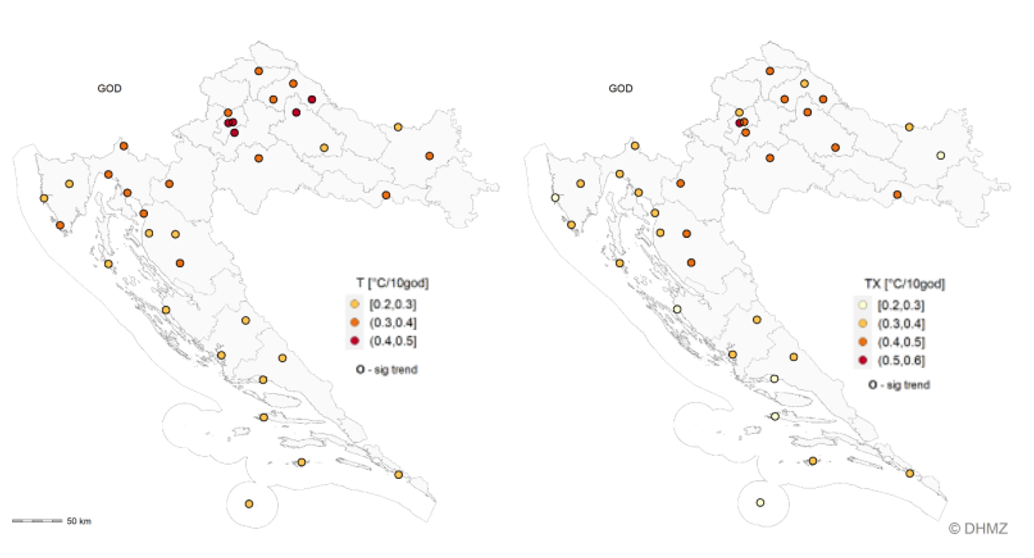 GOD
T [°C/10god]
[0.2,0.3]
(0.3,0.4]
(0.4,0.5]
O - sig trend
50 km
GOD
TX [°C/10god]
[0.2,0.3]
(0.3,0.4]
(0.4,0.5]
(0.5,0.6]
O - sig trend
© DHMZ